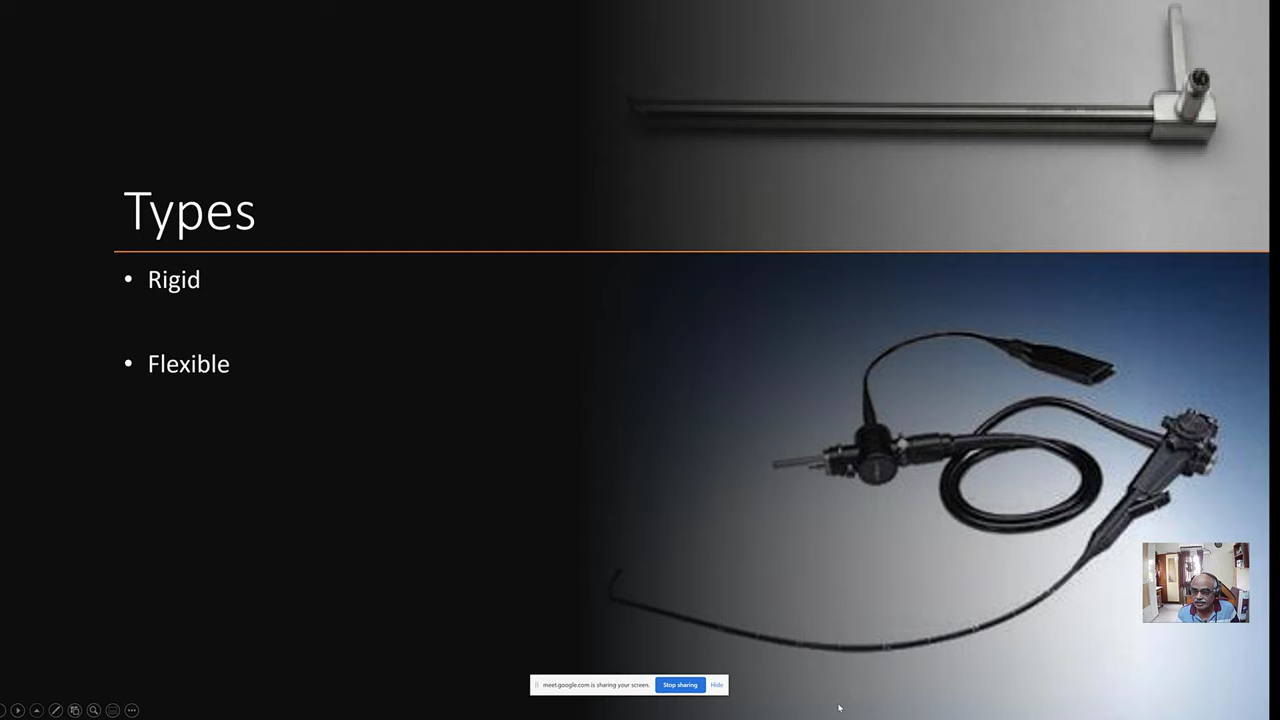 Types
• Rigid
• Flexible
meet.google.com is sharing your screen. Stop sharing Hide